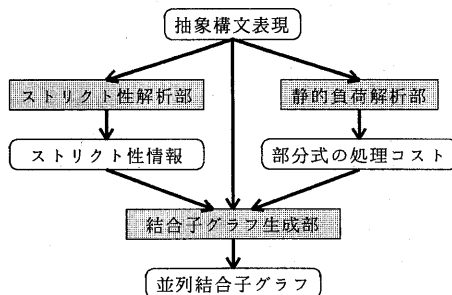 抽象構文表現
ストリクト性解析部
静的負荷解析部
ストリクト性情報
部分式の処理コスト
結合子グラフ生成部
並列結合子グラフ